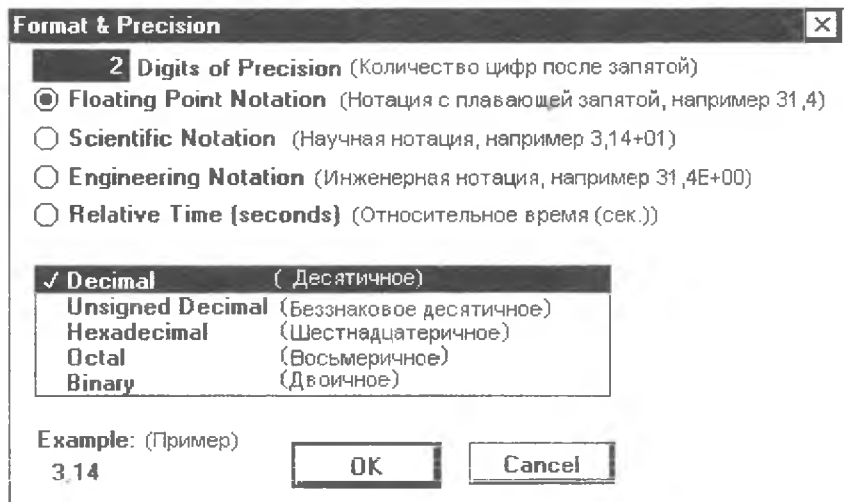 Format & Precision
2 Digits of Precision (Количество цифр после запятой)
Floating Point Notation (Нотация с плавающей запятой, например 31,4)
Scientific Notation (Научная нотация, например 3,14+01)
Engineering Notation (Инженерная нотация, например 31,4E+00)
Relative Time (seconds) (Относительное время (сек.))
✓ Decimal ( Десятичное)
Unsigned Decimal (Беззнаковое десятичное)
Hexadecimal (Шестнадцатеричное)
Octal (Восьмеричное)
Binary (Двоичное)
Example: (Пример)
3.14
OK Cancel